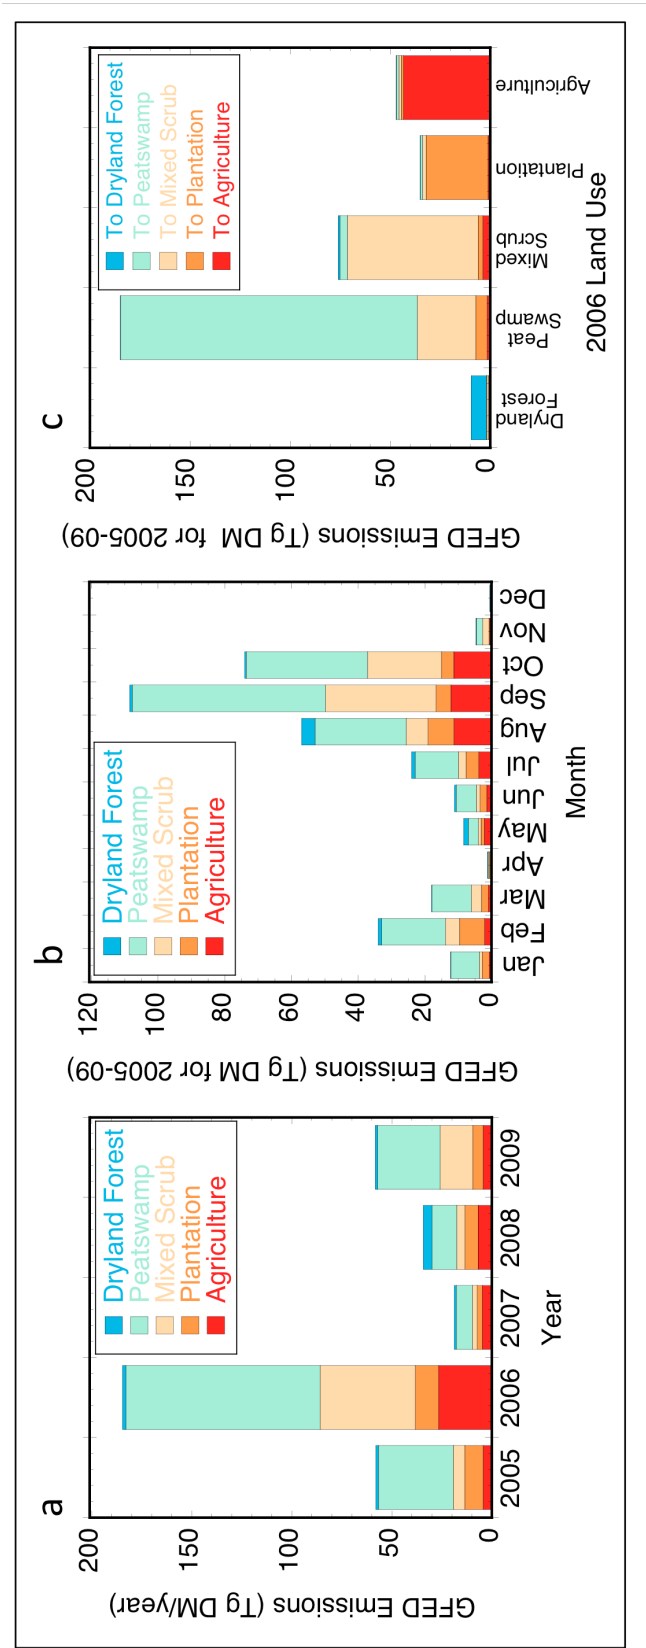 a
GFED Emissions (Tg DM/year)
200
150
100
50
0
Dryland Forest
Peatswamp
Mixed Scrub
Plantation
Agriculture
2005
2006
2007
2008
2009
Year
b
GFED Emissions (Tg DM for 2005-09)
120
100
80
60
40
20
0
Dryland Forest
Peatswamp
Mixed Scrub
Plantation
Agriculture
Jan
Feb
Mar
Apr
May
Jun
Jul
Aug
Sep
Oct
Nov
Dec
Month
c
GFED Emissions (Tg DM for 2005-09)
200
150
100
50
0
To Dryland Forest
To Peatswamp
To Mixed Scrub
To Plantation
To Agriculture
Dryland
Forest
Peat
Swamp
Mixed
Scrub
Plantation
Agriculture
2006 Land Use